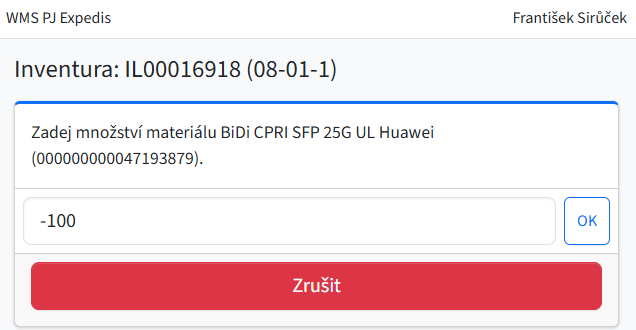 WMS PJ Expedis František Sirůček
Inventura: IL00016918 (08-01-1)
Zadej množství materiálu BiDi CPRI SFP 25G UL Huawei
(000000000047193879).
-100 OK
Zrušit